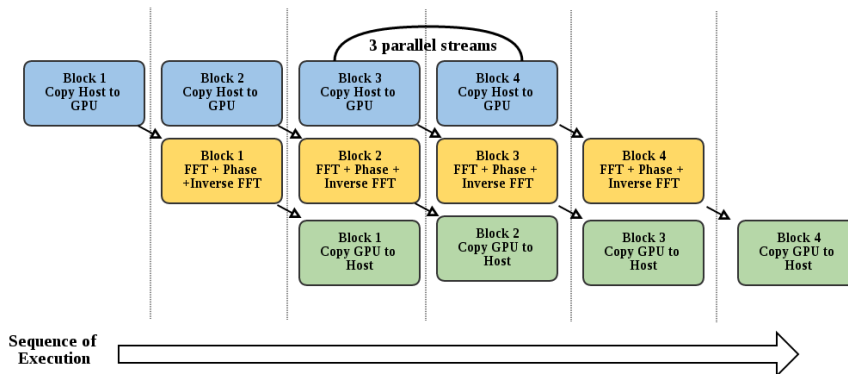 3 parallel streams
Block 1
Copy Host to
GPU
Block 2
Copy Host to
GPU
Block 3
Copy Host to
GPU
Block 4
Copy Host to
GPU
Block 1
FFT + Phase
+Inverse FFT
Block 2
FFT + Phase +
Inverse FFT
Block 3
FFT + Phase +
Inverse FFT
Block 4
FFT + Phase +
Inverse FFT
Block 1
Copy GPU to
Host
Block 2
Copy GPU to
Host
Block 3
Copy GPU to
Host
Block 4
Copy GPU to
Host
Sequence of
Execution